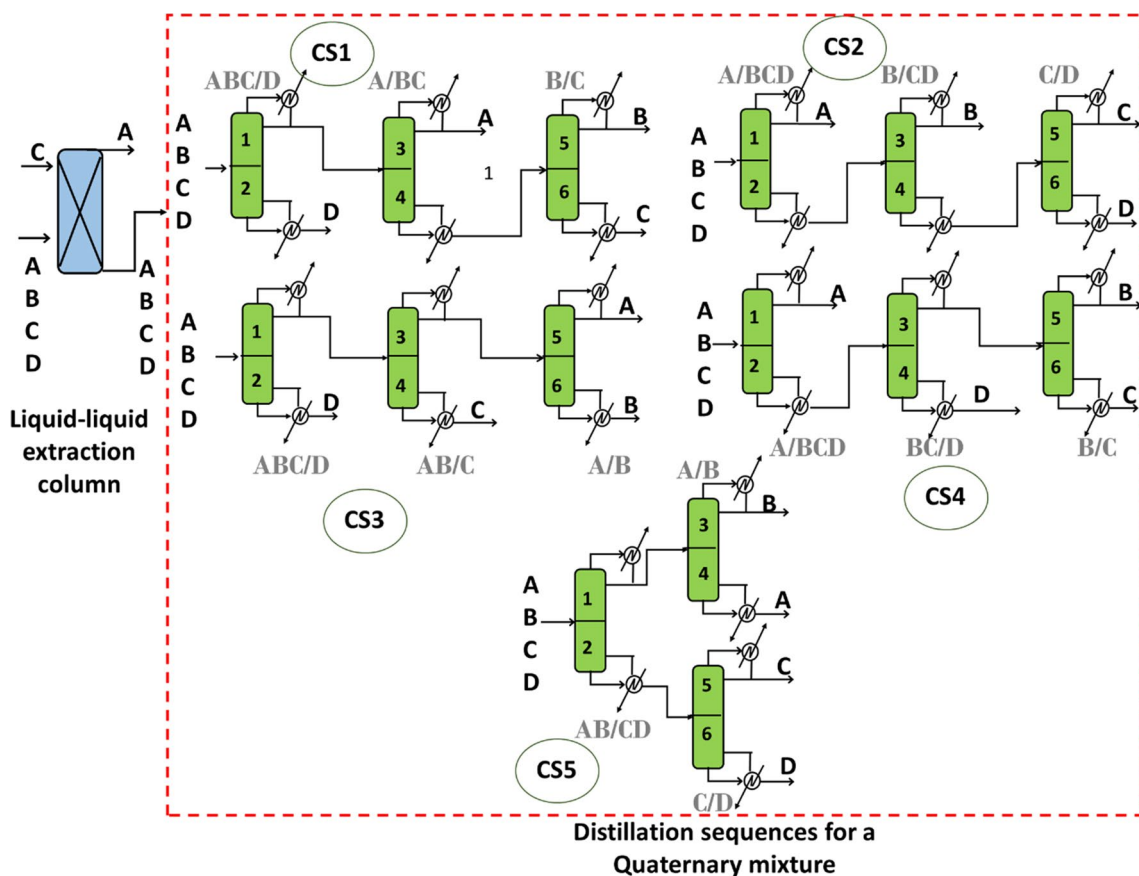 CS1
ABC/D
A/BC
B/C
A
B
C
D
1
2
3
4
5
6
A
B
1
D
C
CS2
A/BCD
B/CD
C/D
A
B
C
D
1
2
3
4
5
6
A
B
C
D
C
A
A
B
C
D
A
B
C
D
Liquid-liquid
extraction
column
A
B
C
D
1
2
3
4
5
6
A
D
C
B
ABC/D
AB/C
A/B
CS3
A
B
C
D
1
2
3
4
5
6
A
B
D
C
A/BCD
BC/D
B/C
CS4
A/B
A
B
C
D
1
2
3
4
5
6
B
A
C
D
AB/CD
C/D
CS5
Distillation sequences for a
Quaternary mixture